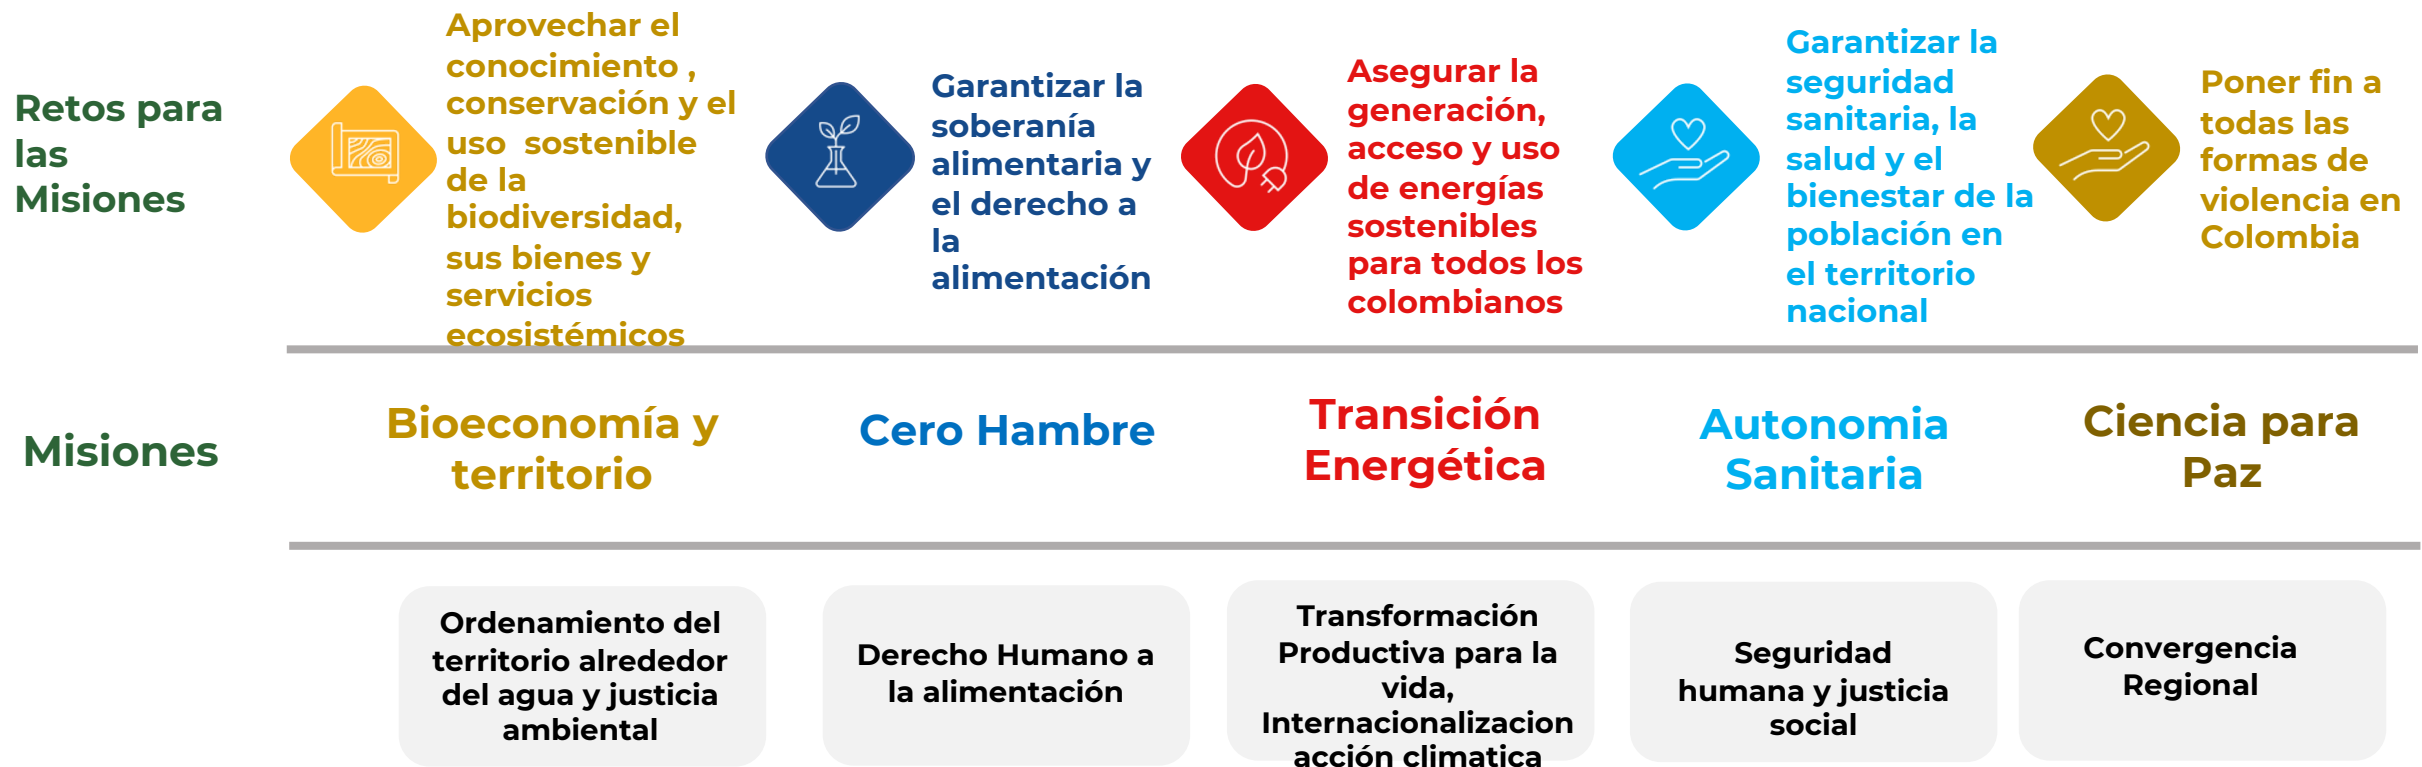 Retos para
las
Misiones
Aprovechar el
conocimiento ,
conservación y el
uso  sostenible
de la
biodiversidad,
sus bienes y
servicios
ecosistémicos
Garantizar la
soberanía
alimentaria y
el derecho a
la
alimentación
Asegurar la
generación,
acceso y uso
de energías
sostenibles
para todos los
colombianos
Garantizar la
seguridad
sanitaria, la
salud y el
bienestar de la
población en
el territorio
nacional
Poner fin a
todas las
formas de
violencia en
Colombia
Misiones
Bioeconomía y
territorio
Cero Hambre
Transición
Energética
Autonomia
Sanitaria
Ciencia para
Paz
Ordenamiento del
territorio alrededor
del agua y justicia
ambiental
Derecho Humano a
la alimentación
Transformación
Productiva para la
vida,
Internacionalizacion
acción climatica
Seguridad
humana y justicia
social
Convergencia
Regional